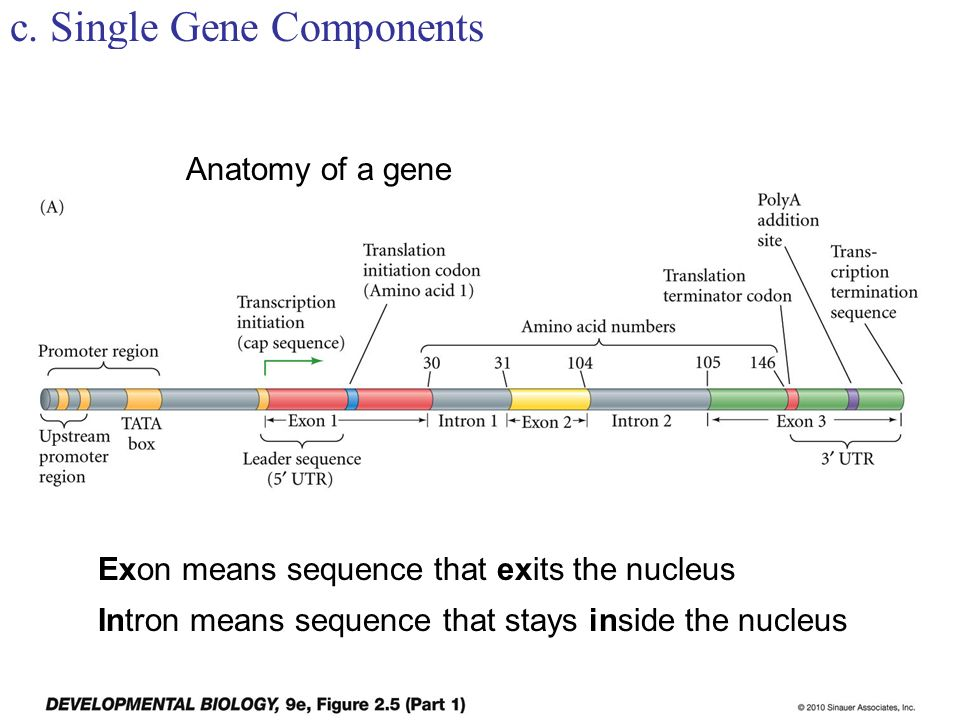 c. Single Gene Components
Anatomy of a gene
(A)
Promoter region
Upstream
promoter
region
TATA
box
Transcription
initiation
(cap sequence)
Translation
initiation codon
(Amino acid 1)
Exon 1
Leader sequence
(5′ UTR)
Amino acid numbers
30
31
104
105
146
Intron 1
Exon 2
Intron 2
Exon 3
Translation
terminator codon
PolyA
addition
site
Trans-
cription
termination
sequence
3′ UTR
Exon means sequence that exits the nucleus
Intron means sequence that stays inside the nucleus
DEVELOPMENTAL BIOLOGY, 9e, Figure 2.5 (Part 1)
© 2010 Sinauer Associates, Inc.